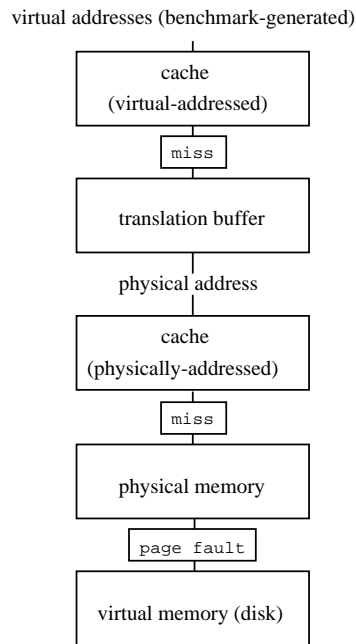 virtual addresses (benchmark-generated)
cache
(virtual-addressed)
miss
translation buffer
physical address
cache
(physically-addressed)
miss
physical memory
page fault
virtual memory (disk)